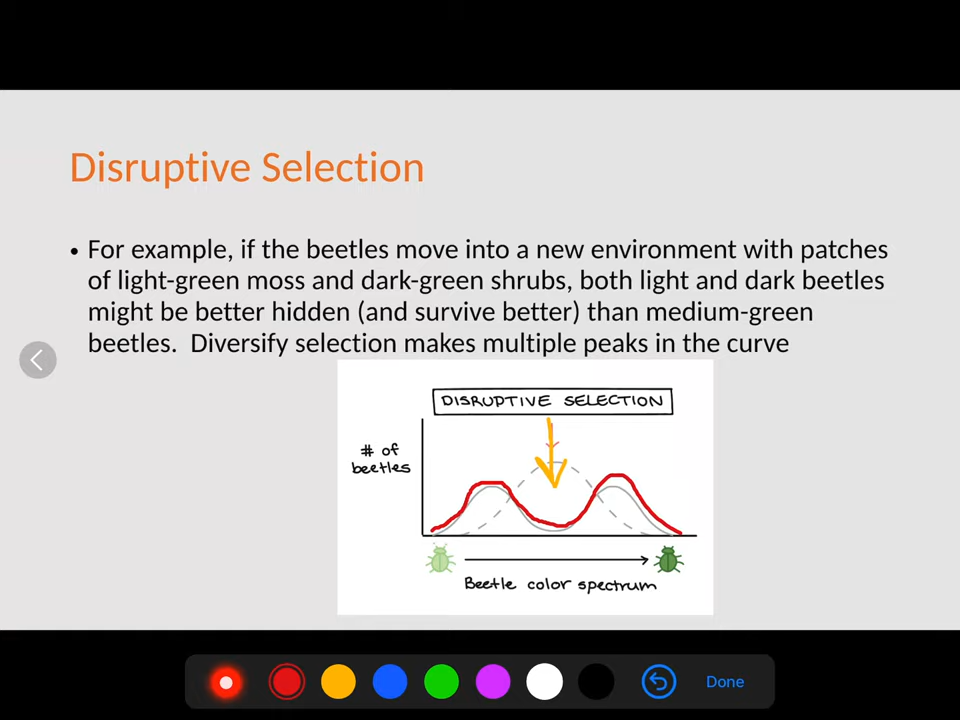 Disruptive Selection
• For example, if the beetles move into a new environment with patches
of light-green moss and dark-green shrubs, both light and dark beetles
might be better hidden (and survive better) than medium-green
beetles.  Diversify selection makes multiple peaks in the curve
DISRUPTIVE SELECTION
# of
beetles
Beetle color spectrum
Done